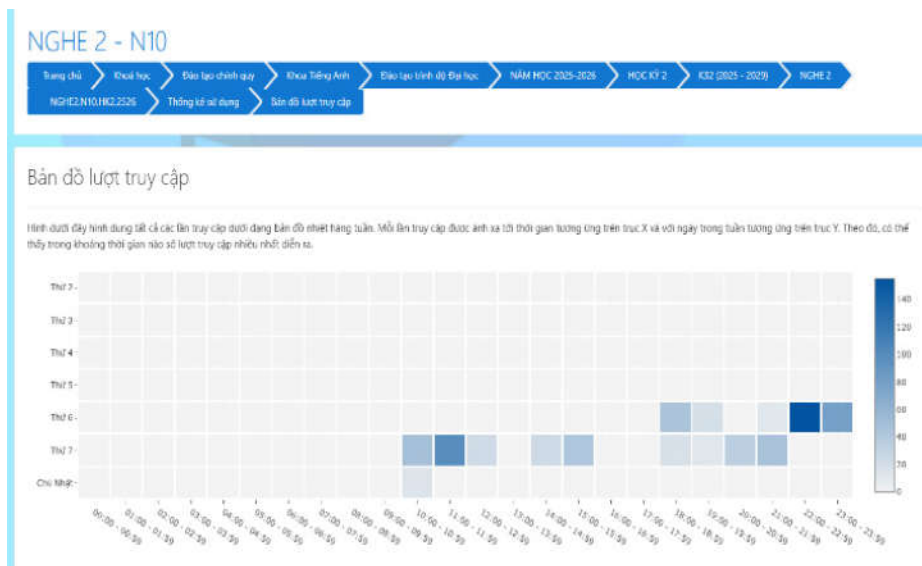 NGHE 2 - N10
Trang chủ Khoá học Đào tạo chính quy Khoa Tiếng Anh Đào tạo trình độ Đại học NĂM HỌC 2025-2026 HỌC KỲ 2 K32 (2025 - 2029) NGHE 2
NGHE2.N10.HK2.2526 Thống kê sử dụng Bản đồ lượt truy cập
Bản đồ lượt truy cập
Hình dưới đây hình dung tất cả các lần truy cập dưới dạng bản đồ nhiệt hàng tuần. Mỗi lần truy cập được ánh xạ tới thời gian tương ứng trên trục X và với ngày trong tuần tương ứng trên trục Y. Theo đó, có thể
thấy trong khoảng thời gian nào số lượt truy cập nhiều nhất diễn ra.
Thứ 2
Thứ 3
Thứ 4
Thứ 5
Thứ 6
Thứ 7
Chủ Nhật
140
120
100
80
60
40
20
0
00:00 - 00:59
01:00 - 01:59
02:00 - 02:59
03:00 - 03:59
04:00 - 04:59
05:00 - 05:59
06:00 - 06:59
07:00 - 07:59
08:00 - 08:59
09:00 - 09:59
10:00 - 10:59
11:00 - 11:59
12:00 - 12:59
13:00 - 13:59
14:00 - 14:59
15:00 - 15:59
16:00 - 16:59
17:00 - 17:59
18:00 - 18:59
19:00 - 19:59
20:00 - 20:59
21:00 - 21:59
22:00 - 22:59
23:00 - 23:59